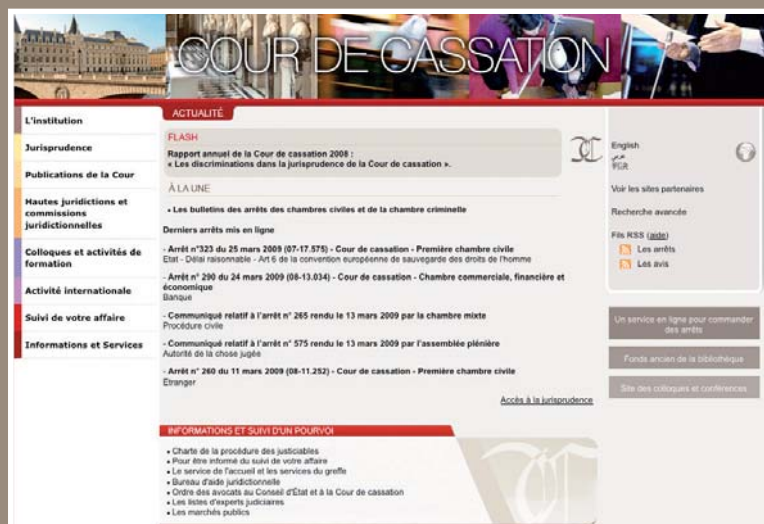 COUR DE CASSATION
L'institution
Jurisprudence
Publications de la Cour
Hautes juridictions et
commissions
juridictionnelles
Colloques et activités de
formation
Activité internationale
Suivi de votre affaire
Informations et Services
ACTUALITÉ
FLASH
Rapport annuel de la Cour de cassation 2008 :
« Les discriminations dans la jurisprudence de la Cour de cassation ».
À LA UNE
• Les bulletins des arrêts des chambres civiles et de la chambre criminelle
Derniers arrêts mis en ligne
- Arrêt n°323 du 25 mars 2009 (07-17.575) - Cour de cassation - Première chambre civile
Etat - Délai raisonnable - Art 6 de la convention européenne de sauvegarde des droits de l'homme
- Arrêt n° 290 du 24 mars 2009 (08-13.034) - Cour de cassation - Chambre commerciale, financière et
économique
Banque
- Communiqué relatif à l'arrêt n° 265 rendu le 13 mars 2009 par la chambre mixte
Procédure civile
- Communiqué relatif à l'arrêt n° 575 rendu le 13 mars 2009 par l'assemblée plénière
Autorité de la chose jugée
- Arrêt n° 260 du 11 mars 2009 (08-11.252) - Cour de cassation - Première chambre civile
Etranger
Accès à la jurisprudence
INFORMATIONS ET SUIVI D'UN POURVOI
• Charte de la procédure des justiciables
• Pour être informé du suivi de votre affaire
• Le service de l'accueil et les services du greffe
• Bureau d'aide juridictionnelle
• Ordre des avocats au Conseil d'État et à la Cour de cassation
• Les listes d'experts judiciaires
• Les marchés publics
English
عربي
Voir les sites partenaires
Recherche avancée
Fils RSS (aide)
Les arrêts
Les avis
Un service en ligne pour commander
des arrêts
Fonds ancien de la bibliothèque
Site des colloques et conférences